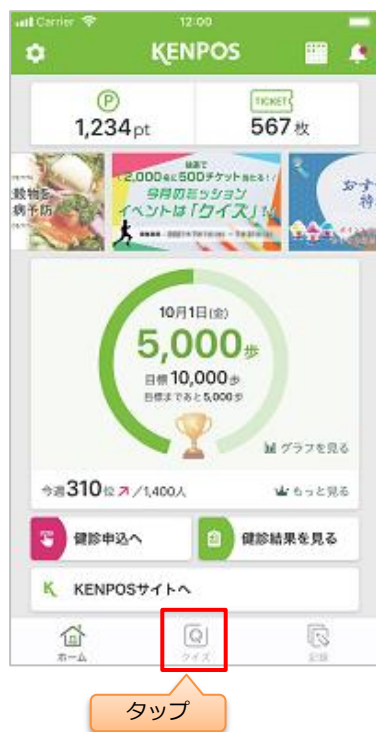 Carrier 12:00
KENPOS
P TICKET
1,234pt 567枚
抽選で
2,000名に500チケット当たる!
9月のミッション
イベントは「クイズ」!
穀物を
病予防
おす
待
10月1日(金)
5,000歩
目標10,000歩
目標まであと5,000歩
グラフを見る
今週310位 /1,400人 もっと見る
健診申込へ 健診結果を見る
K KENPOSサイトへ
Q
ホーム クイズ 記録
タップ